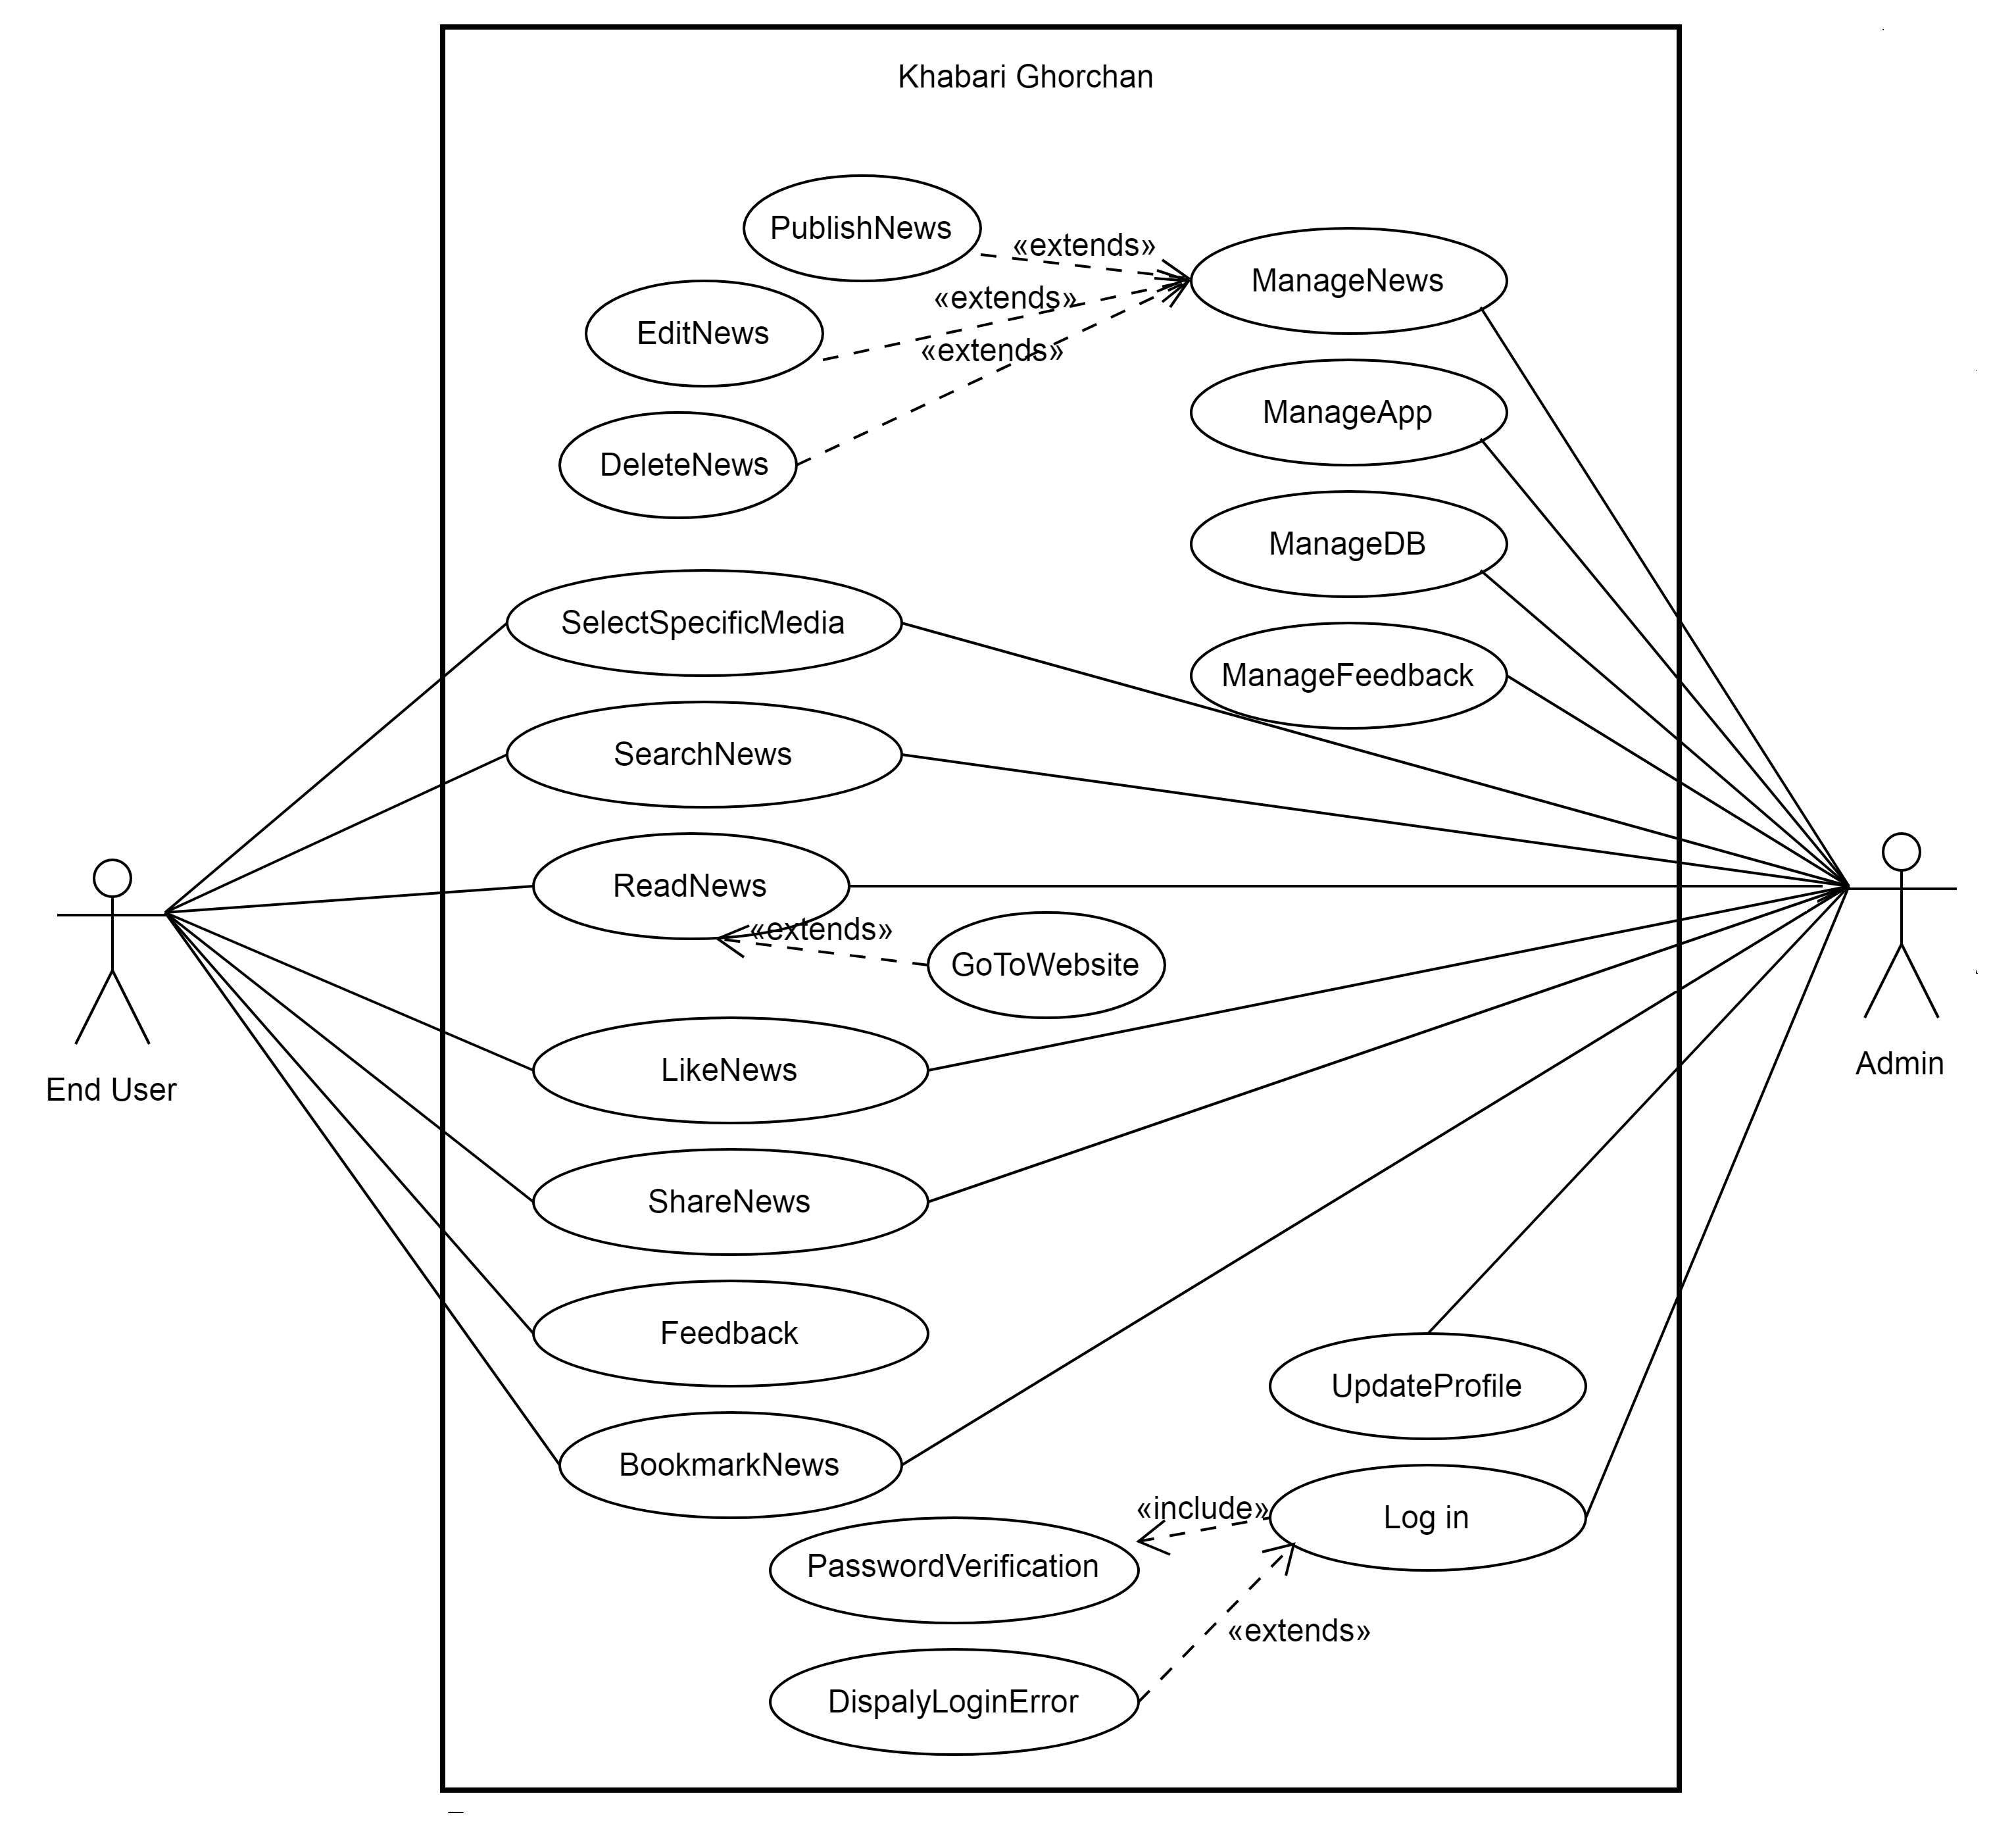 Khabari Ghorchan
PublishNews
«extends»
ManageNews
«extends»
EditNews
«extends»
ManageApp
DeleteNews
ManageDB
SelectSpecificMedia
ManageFeedback
SearchNews
ReadNews
«extends»
GoToWebsite
LikeNews
End User
Admin
ShareNews
Feedback
UpdateProfile
BookmarkNews
«include»
Log in
PasswordVerification
«extends»
DispalyLoginError